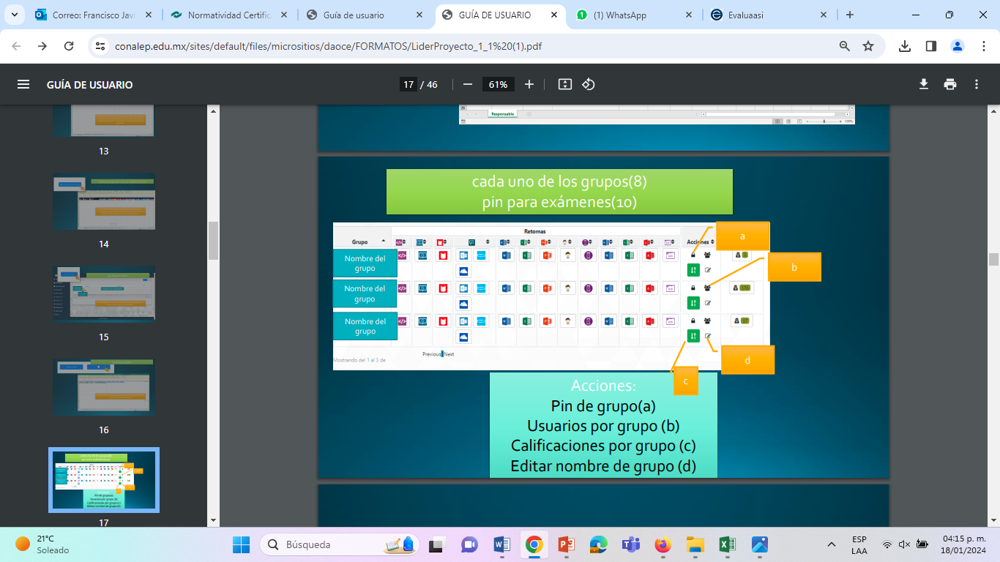 Correo: Francisco Javi
Normatividad Certific
Guía de usuario
GUÍA DE USUARIO
(1) WhatsApp
Evaluaasi
conalep.edu.mx/sites/default/files/micrositios/daoce/FORMATOS/LiderProyecto_1_1%20(1).pdf
GUÍA DE USUARIO
17 / 46
61%
13
14
15
16
17
26
Responsable
100%
cada uno de los grupos(8)
pin para exámenes(10)
Retomas
Grupo
Acciones
Nombre del
grupo
Nombre del
grupo
Nombre del
grupo
a
b
c
d
Previous
Next
Mostrando del 1 al 3 de
Acciones:
Pin de grupo(a)
Usuarios por grupo (b)
Calificaciones por grupo (c)
Editar nombre de grupo (d)
21°C
Soleado
Búsqueda
ESP
LAA
04:15 p. m.
18/01/2024